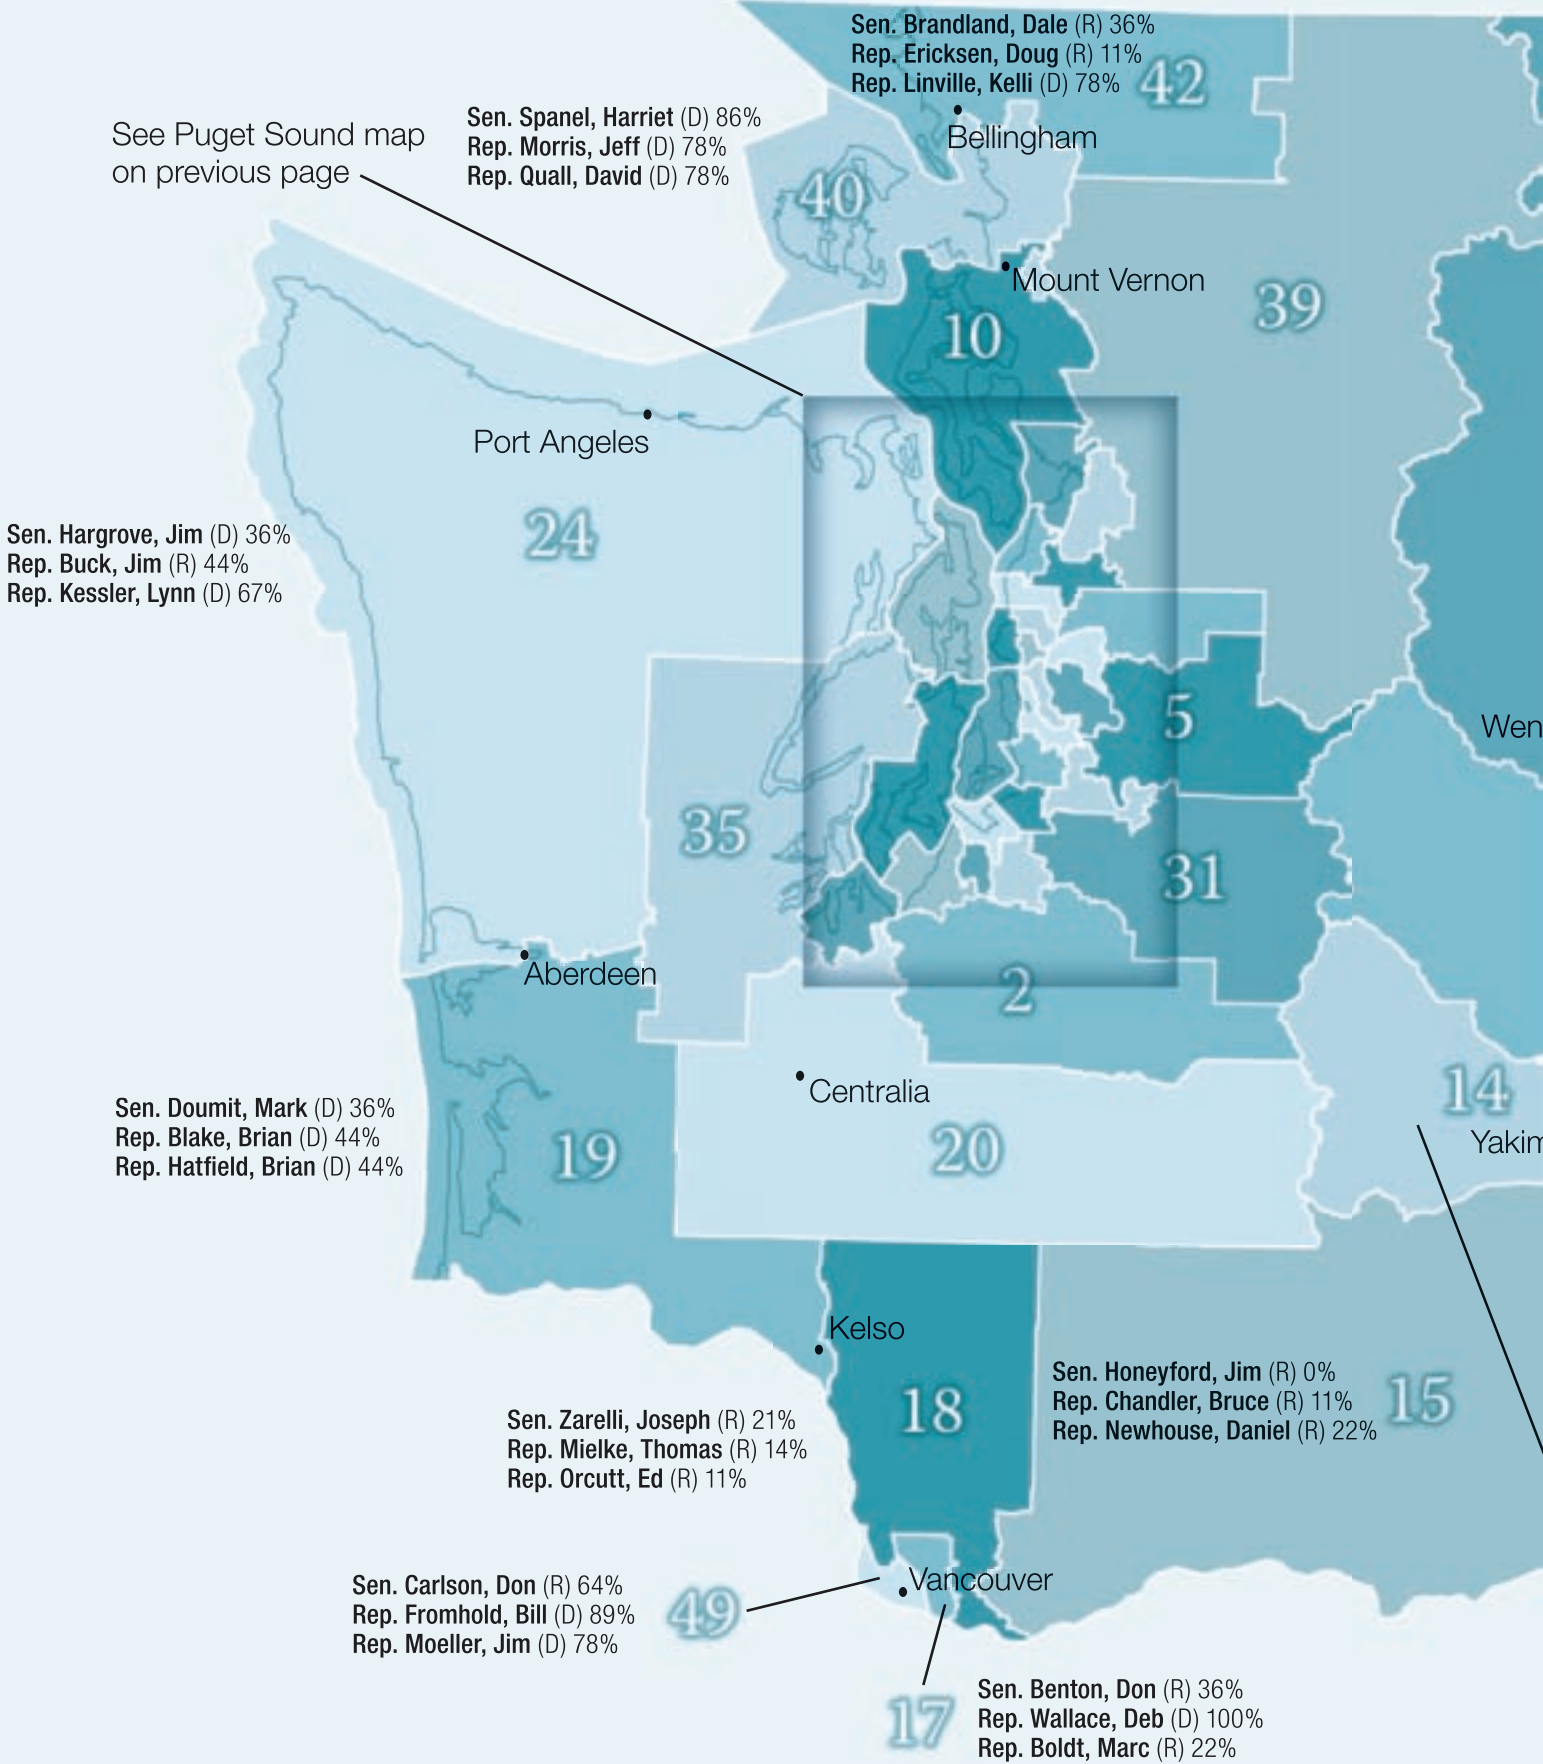 Sen. Brandland, Dale (R) 36%
Rep. Ericksen, Doug (R) 11%
Rep. Linville, Kelli (D) 78%
42
Bellingham
See Puget Sound map
on previous page
Sen. Spanel, Harriet (D) 86%
Rep. Morris, Jeff (D) 78%
Rep. Quall, David (D) 78%
40
Mount Vernon
39
10
Port Angeles
24
Sen. Hargrove, Jim (D) 36%
Rep. Buck, Jim (R) 44%
Rep. Kessler, Lynn (D) 67%
5
Wen
35
31
Aberdeen
2
Centralia
14
Yakim
Sen. Doumit, Mark (D) 36%
Rep. Blake, Brian (D) 44%
Rep. Hatfield, Brian (D) 44%
19
20
Kelso
18
Sen. Honeyford, Jim (R) 0%
Rep. Chandler, Bruce (R) 11%
Rep. Newhouse, Daniel (R) 22%
15
Sen. Zarelli, Joseph (R) 21%
Rep. Mielke, Thomas (R) 14%
Rep. Orcutt, Ed (R) 11%
Vancouver
Sen. Carlson, Don (R) 64%
Rep. Fromhold, Bill (D) 89%
Rep. Moeller, Jim (D) 78%
49
17
Sen. Benton, Don (R) 36%
Rep. Wallace, Deb (D) 100%
Rep. Boldt, Marc (R) 22%